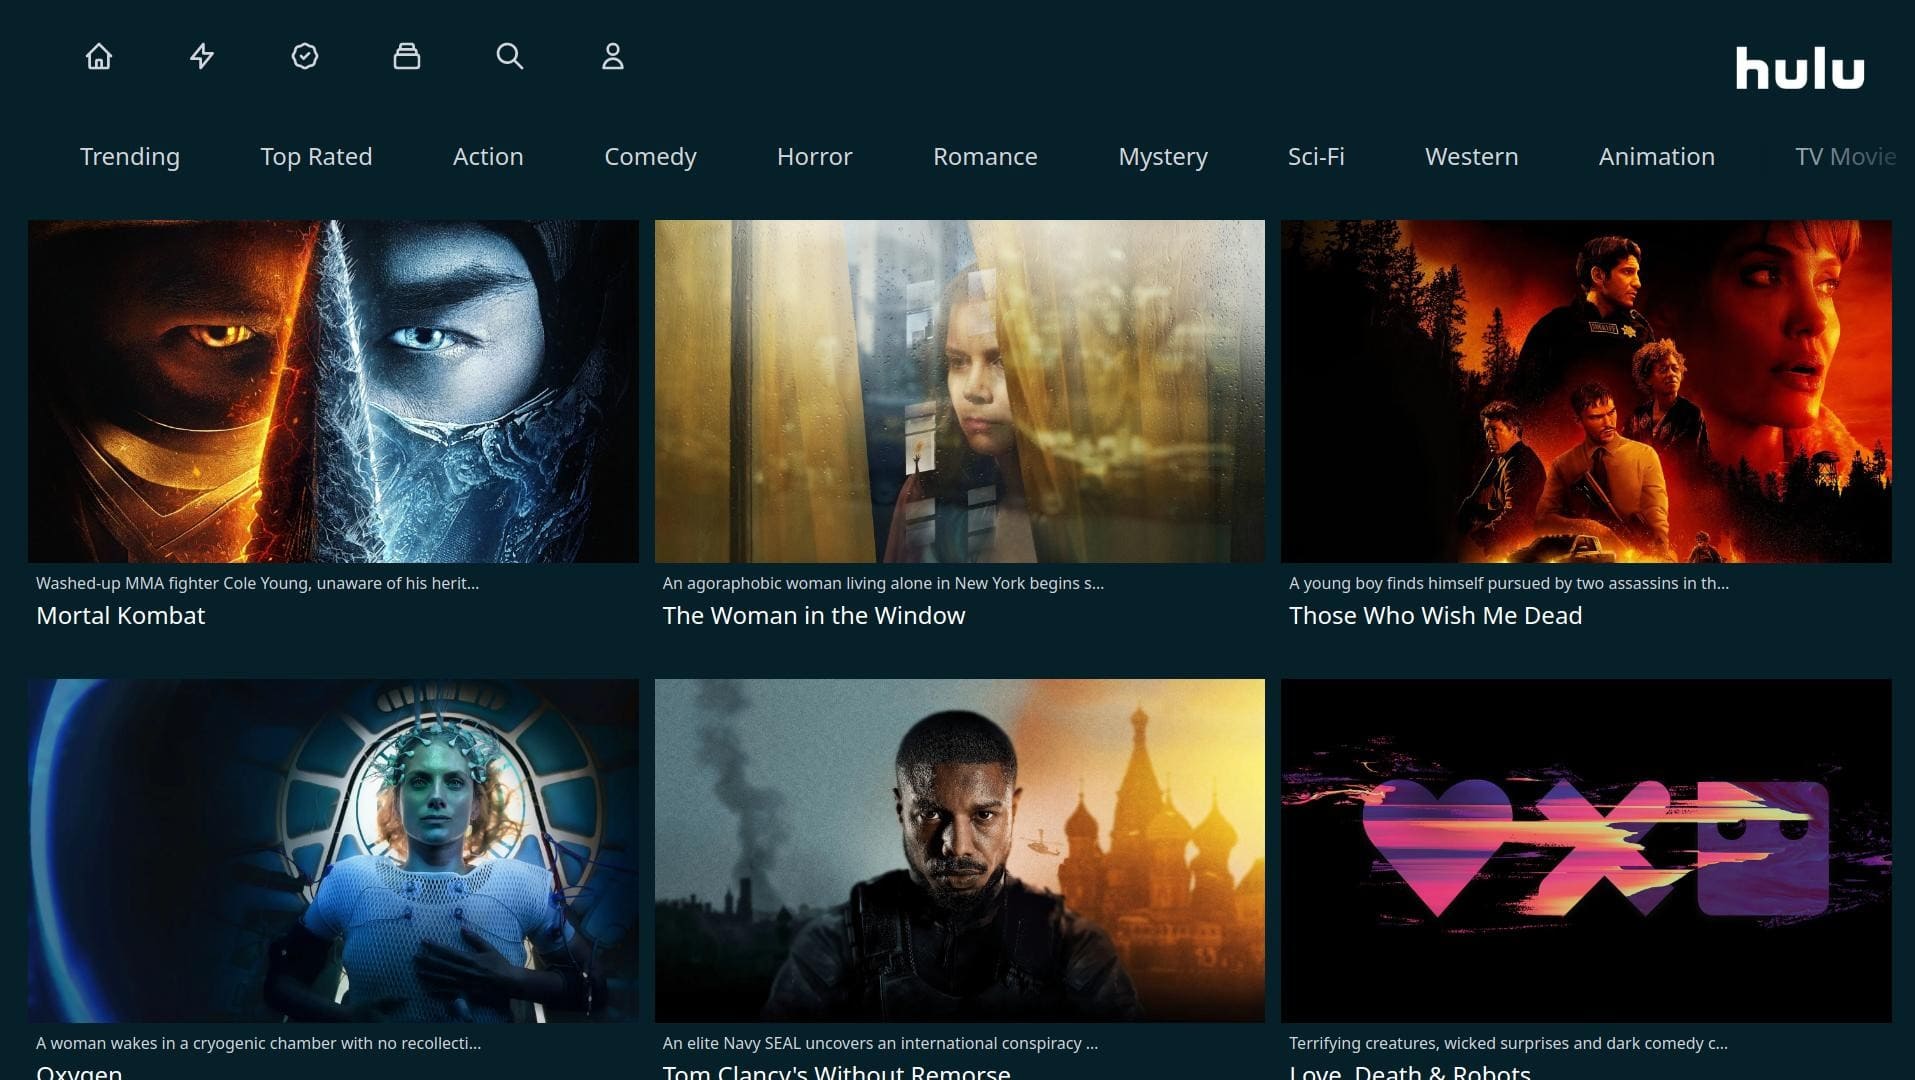 hulu
Trending
Top Rated
Action
Comedy
Horror
Romance
Mystery
Sci-Fi
Western
Animation
TV Movie
SHERIFF
Washed-up MMA fighter Cole Young, unaware of his herit...
Mortal Kombat
An agoraphobic woman living alone in New York begins s...
The Woman in the Window
A young boy finds himself pursued by two assassins in th...
Those Who Wish Me Dead
A woman wakes in a cryogenic chamber with no recollecti...
Oxygen
An elite Navy SEAL uncovers an international conspiracy ...
Tom Clancy's Without Remorse
Terrifying creatures, wicked surprises and dark comedy c...
Love, Death & Robots